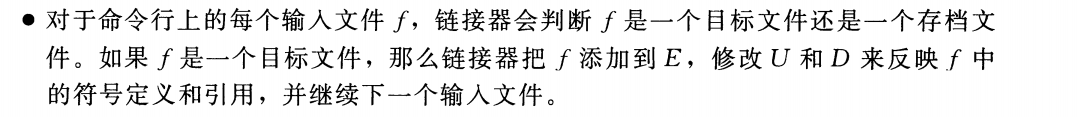 ● 对于命令行上的每个输入文件 f，链接器会判断 f 是一个目标文件还是一个存档文
件。如果 f 是一个目标文件，那么链接器把 f 添加到 E，修改 U 和 D 来反映 f 中
的符号定义和引用，并继续下一个输入文件。